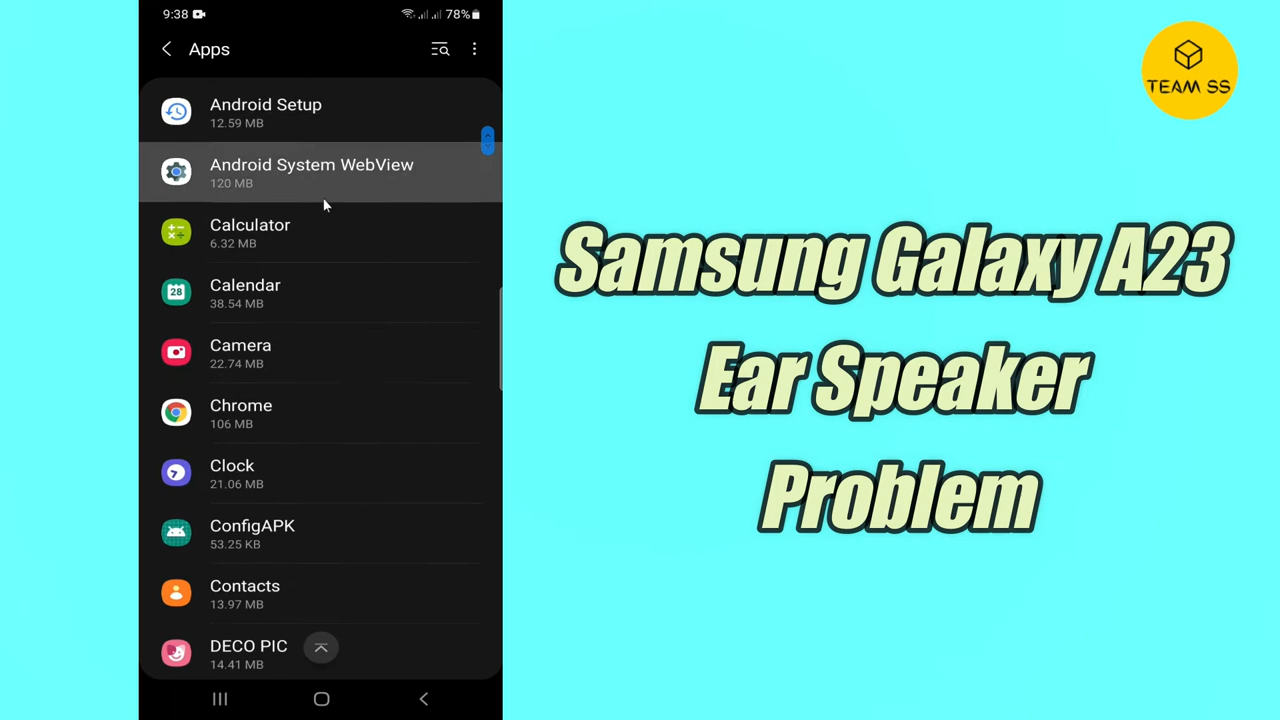 9:38
78%
Apps
Android Setup
12.59 MB
Android System WebView
120 MB
Calculator
6.32 MB
28
Calendar
38.54 MB
Camera
22.74 MB
Chrome
106 MB
Clock
21.06 MB
ConfigAPK
53.25 KB
Contacts
13.97 MB
DECO PIC
14.41 MB
TEAM SS
Samsung Galaxy A23
Ear Speaker
Problem